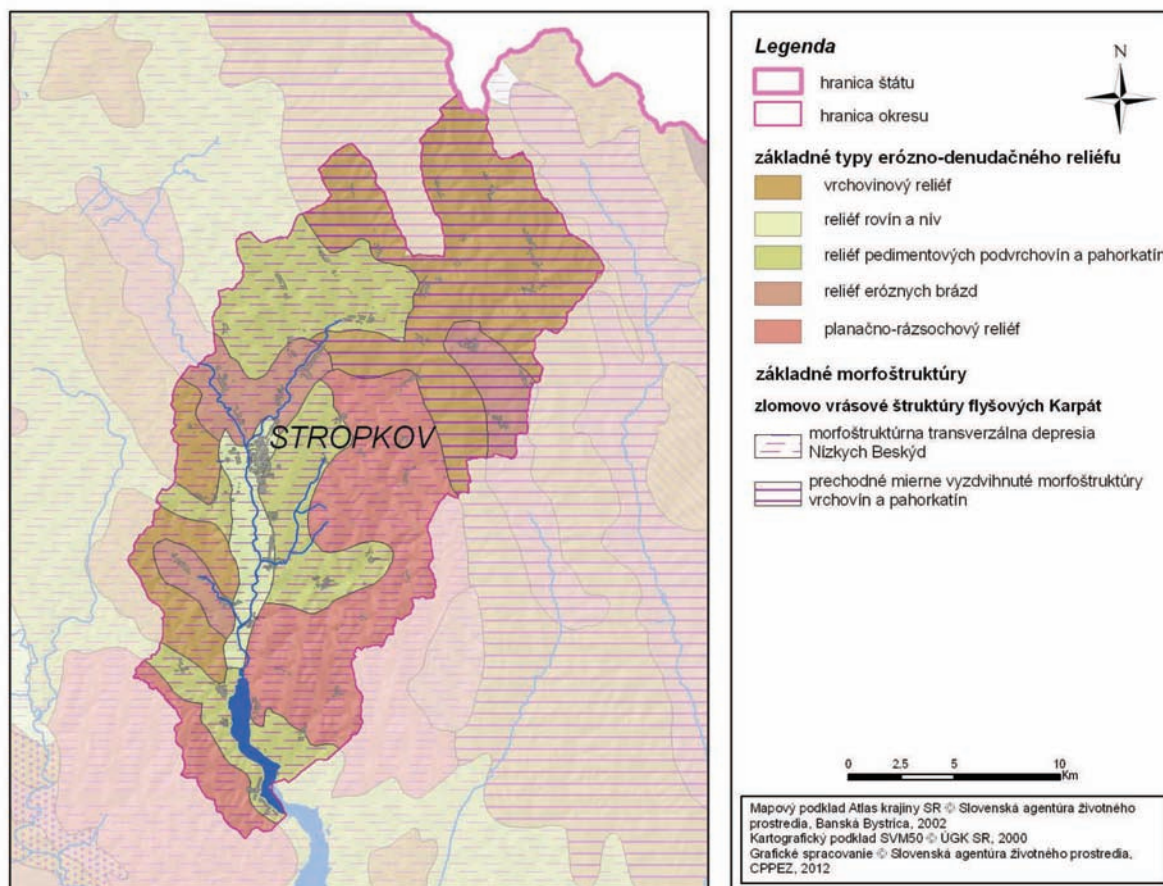 STROPKOV
Legenda
N
hranica štátu
hranica okresu
základné typy erózno-denudačného reliéfu
vrchovinový reliéf
reliéf rovín a nív
reliéf pedimentových podvrchovín a pahorkatín
reliéf eróznych brázd
planačno-rázsochový reliéf
základné morfoštruktúry
zlomovo vrásové štruktúry flyšových Karpát
morfoštruktúrna transverzálna depresia
Nízkych Beskýd
prechodné mierne vyzdvihnuté morfoštruktúry
vrchovín a pahorkatín
0 2.5 5 10
Km
Mapový podklad Atlas krajiny SR © Slovenská agentúra životného
prostredia, Banská Bystrica, 2002
Kartografický podklad SVM50 © ÚGK SR, 2000
Grafické spracovanie © Slovenská agentúra životného prostredia,
CPPEZ, 2012